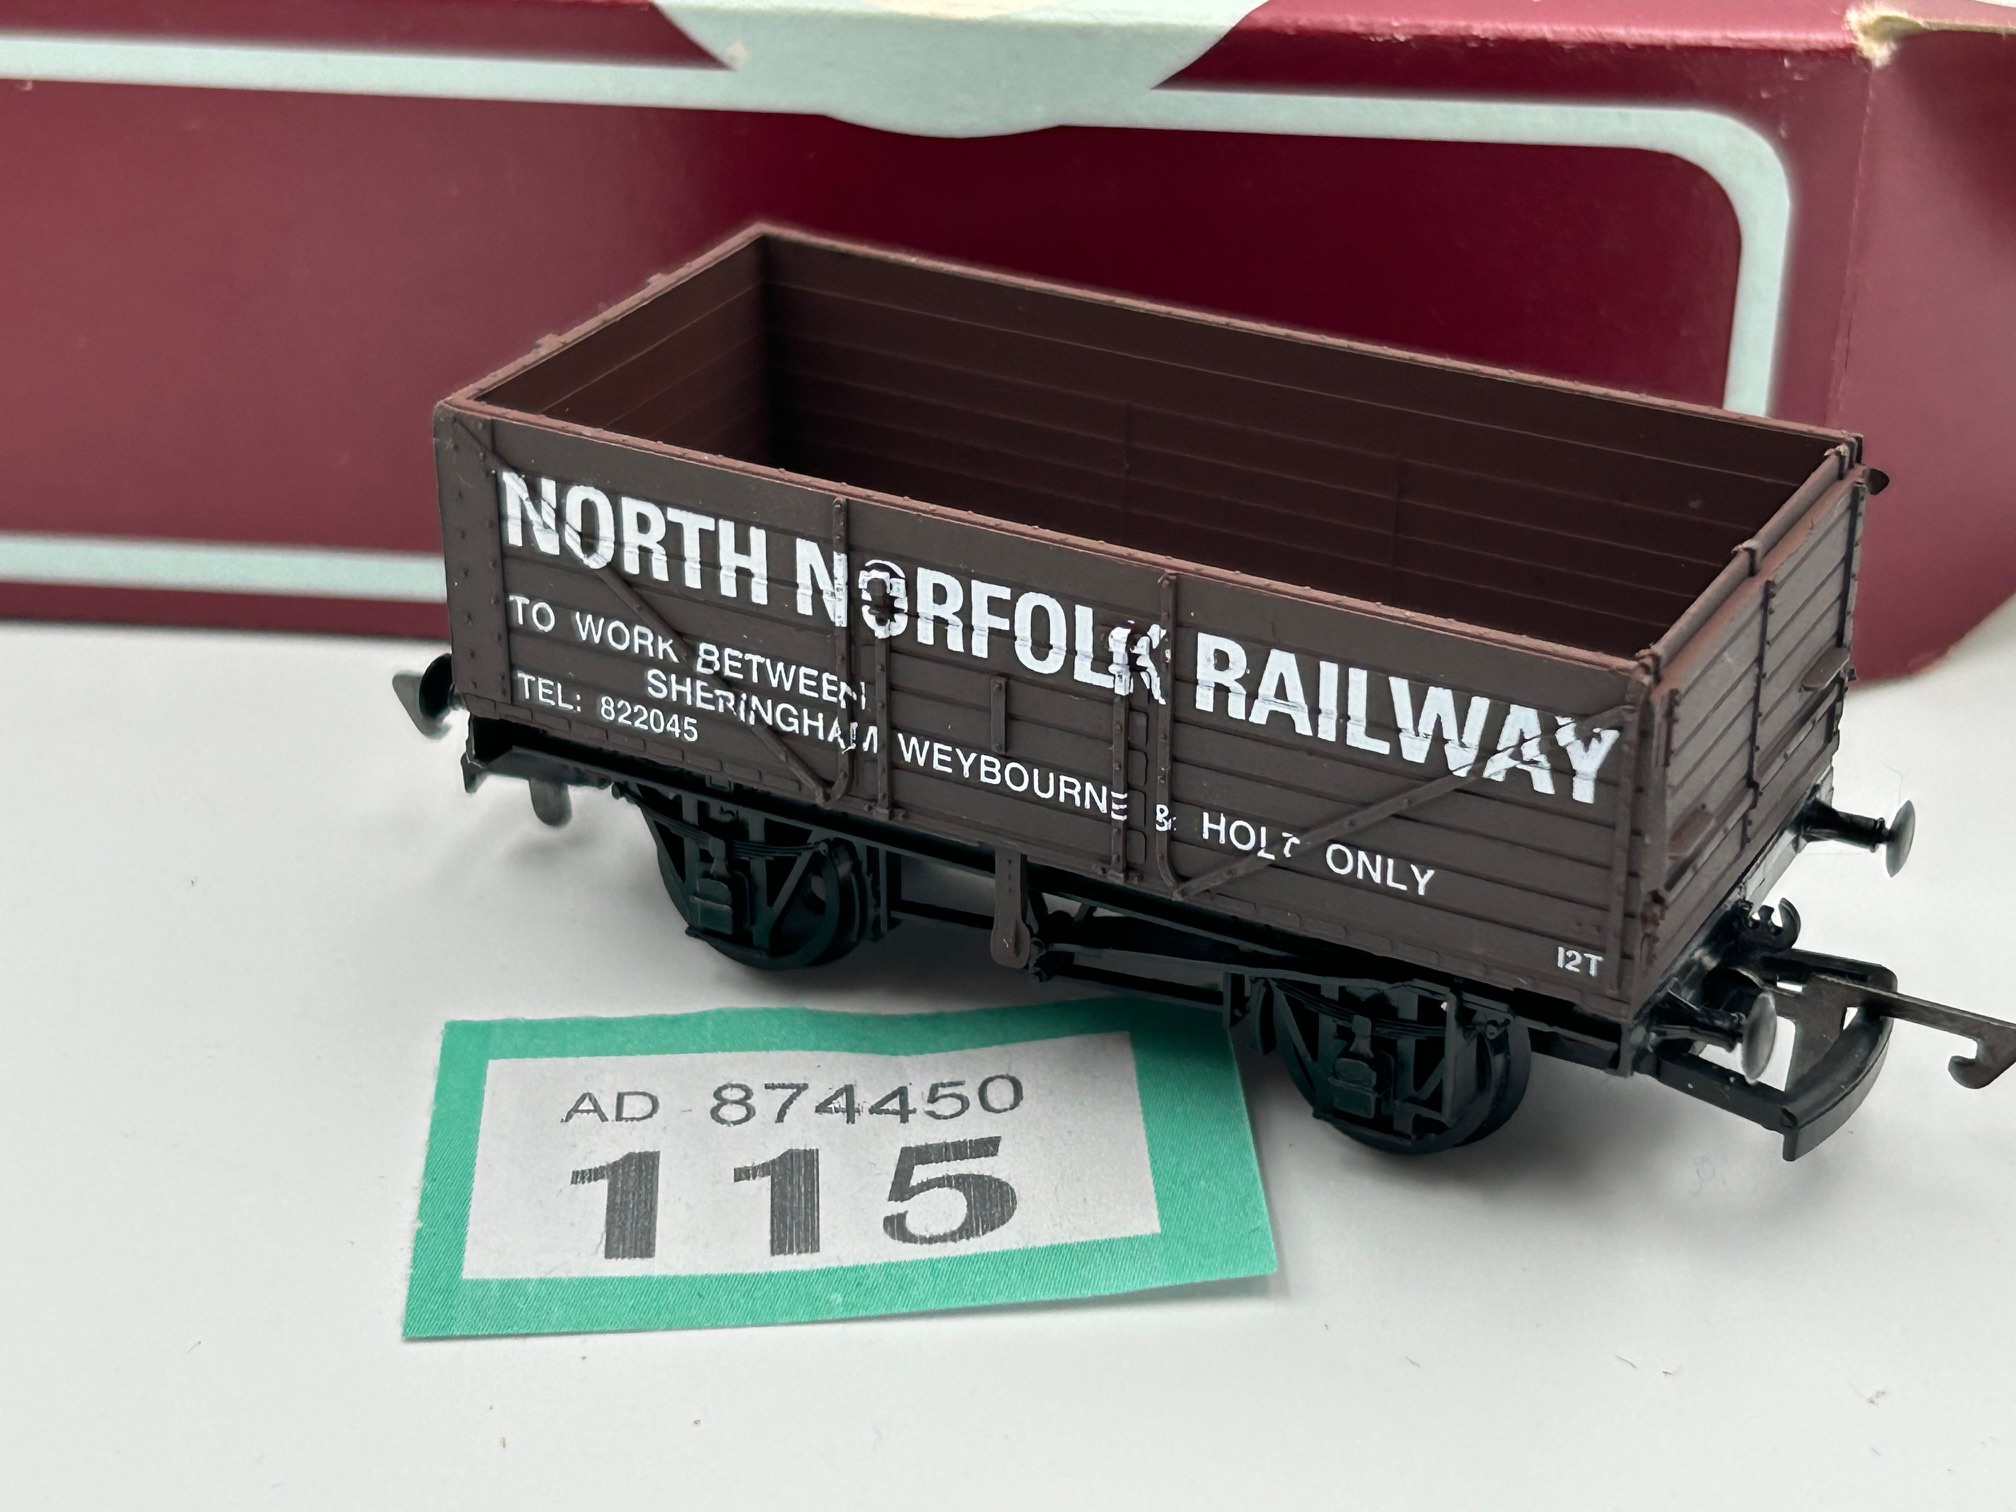 NORTH NORFOLK RAILWAY
TO WORK BETWEEN
SHERINGHAM WEYBOURNE & HOLT ONLY
TEL: 822045
12T
AD 874450
115